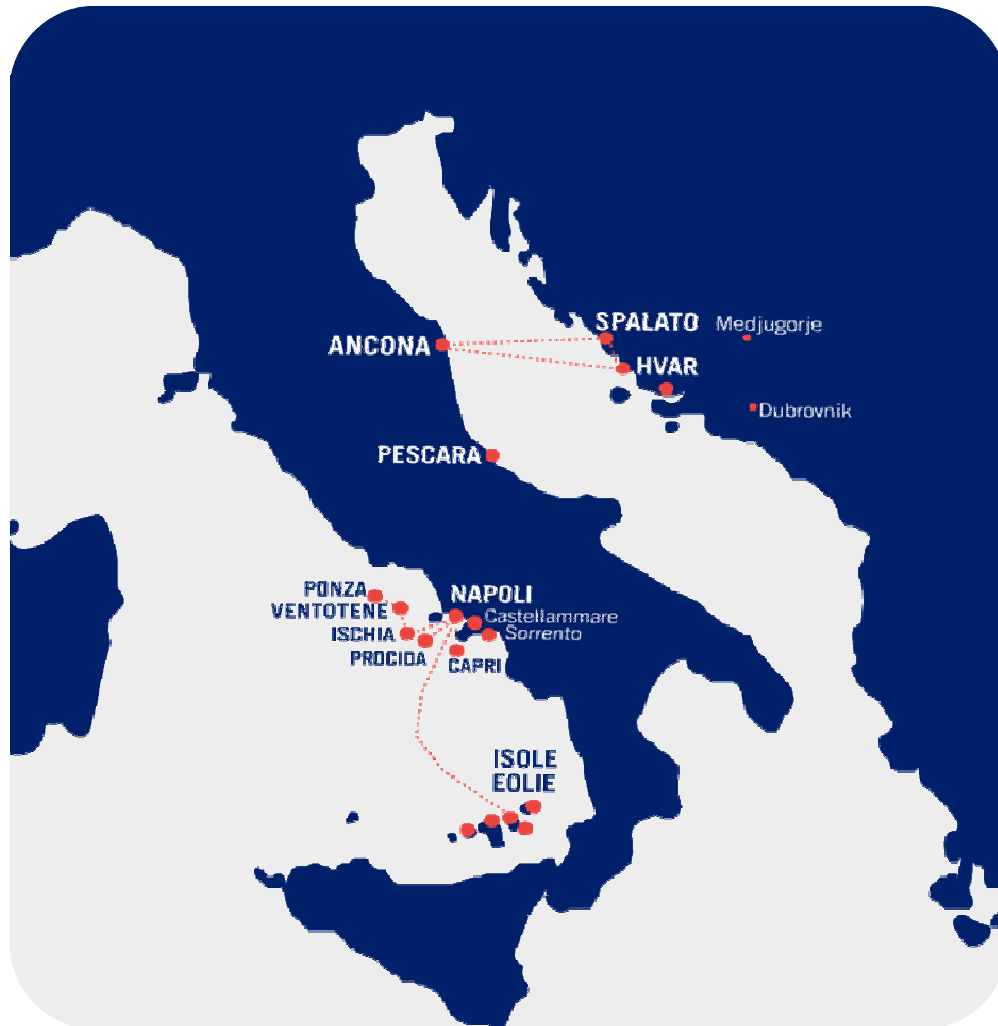 SPALATO
Medjugorje
ANCONA
HVAR
Dubrovnik
PESCARA
PONZA
NAPOLI
VENTOTENE
Castellammare
ISCHIA
Sorrento
PROCIDA
CAPRI
ISOLE
EOLIE